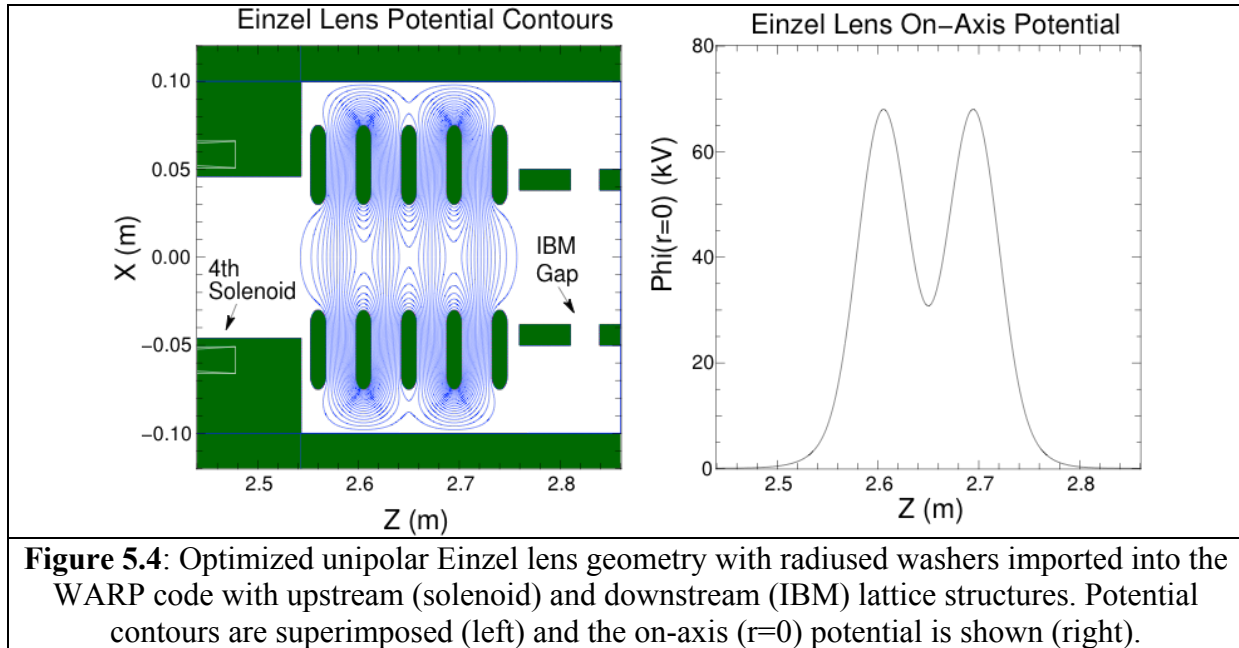 Einzel Lens Potential Contours
X (m)
0.10
0.05
0.00
−0.05
−0.10
4th
Solenoid
IBM
Gap
2.5 2.6 2.7 2.8
Z (m)
Einzel Lens On−Axis Potential
Phi(r=0) (kV)
80
60
40
20
0
2.5 2.6 2.7 2.8
Z (m)
Figure 5.4: Optimized unipolar Einzel lens geometry with radiused washers imported into the
WARP code with upstream (solenoid) and downstream (IBM) lattice structures. Potential
contours are superimposed (left) and the on-axis (r=0) potential is shown (right).